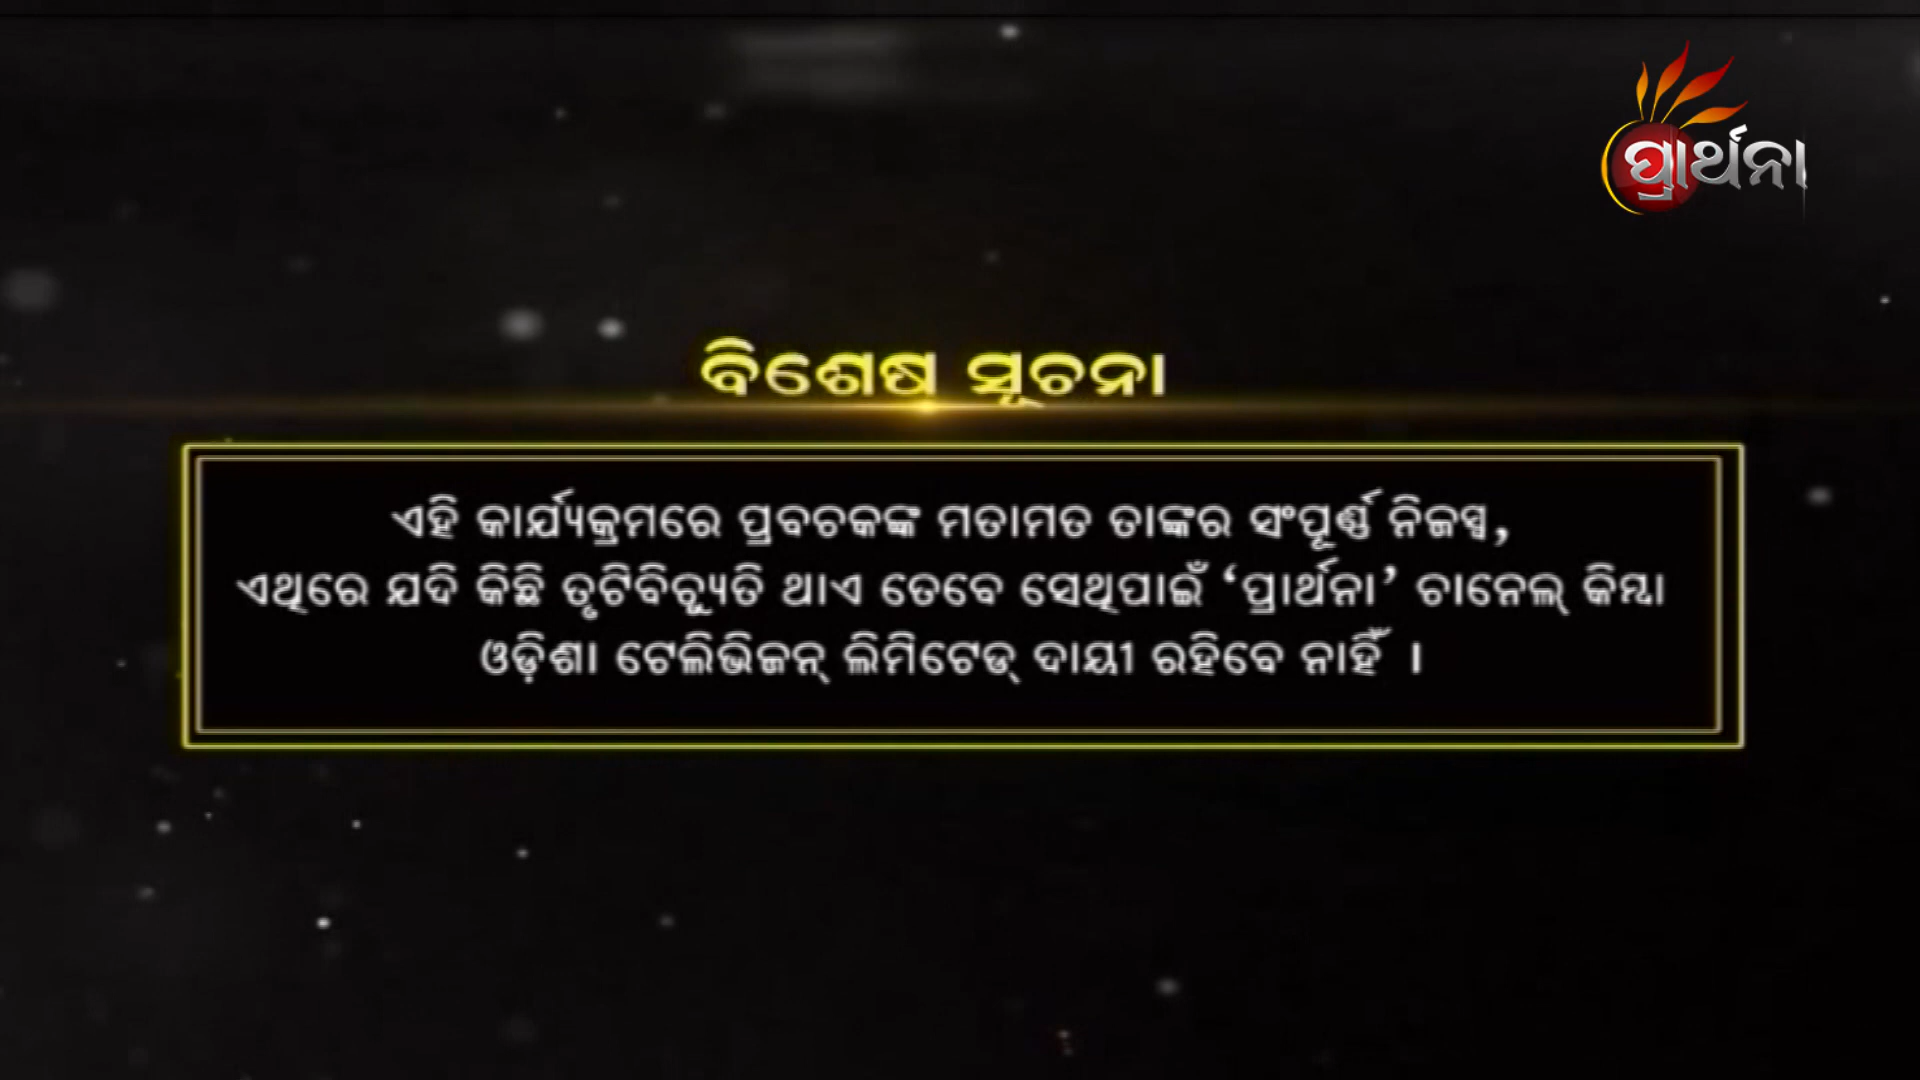 ପ୍ରାର୍ଥନା
ବିଶେଷ ସୂଚନା
ଏହି କାର୍ଯ୍ୟକ୍ରମରେ ପ୍ରବଚକଙ୍କ ମତାମତ ତାଙ୍କର ସଂପୂର୍ଣ୍ଣ ନିଜସ୍ୱ,
ଏଥିରେ ଯଦି କିଛି ତୃଟିବିଚ୍ୟୁତି ଥାଏ ତେବେ ସେଥିପାଇଁ ‘ପ୍ରାର୍ଥନା’ ଚାନେଲ୍ କିମ୍ବା
ଓଡ଼ିଶା ଟେଲିଭିଜନ୍ ଲିମିଟେଡ୍ ଦାୟୀ ରହିବେ ନାହିଁ ।